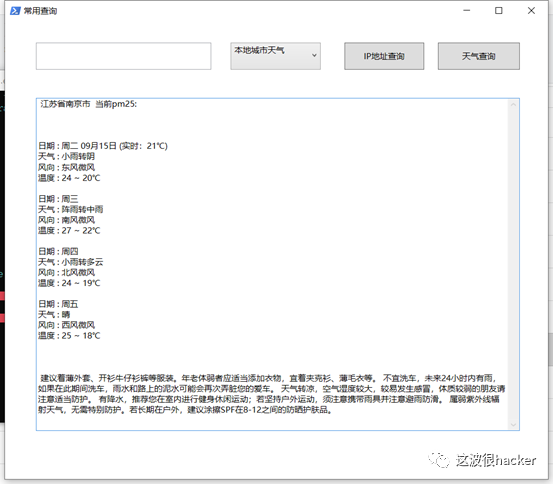 常用查询
本地城市天气
IP地址查询
天气查询
江苏省南京市 当前pm25:
日期 : 周二 09月15日 (实时：21℃)
天气 : 小雨转阴
风向 : 东风微风
温度 : 24 ~ 20℃
日期 : 周三
天气 : 阵雨转中雨
风向 : 南风微风
温度 : 27 ~ 22℃
日期 : 周四
天气 : 小雨转多云
风向 : 北风微风
温度 : 24 ~ 19℃
日期 : 周五
天气 : 晴
风向 : 西风微风
温度 : 25 ~ 18℃
建议着薄外套、开衫牛仔衫裤等服装。年老体弱者应适当添加衣物，宜着夹克衫、薄毛衣等。 不宜洗车，未来24小时内有雨，
如果在此期间洗车，雨水和路上的泥水可能会再次弄脏您的爱车。 天气转凉，空气湿度较大，较易发生感冒，体质较弱的朋友请
注意适当防护。 有降水，推荐您在室内进行健身休闲运动；若坚持户外运动，须注意携带雨具并注意避雨防滑。 属弱紫外线辐
射天气，无需特别防护。若长期在户外，建议涂擦SPF在8-12之间的防晒护肤品。
这波很hacker